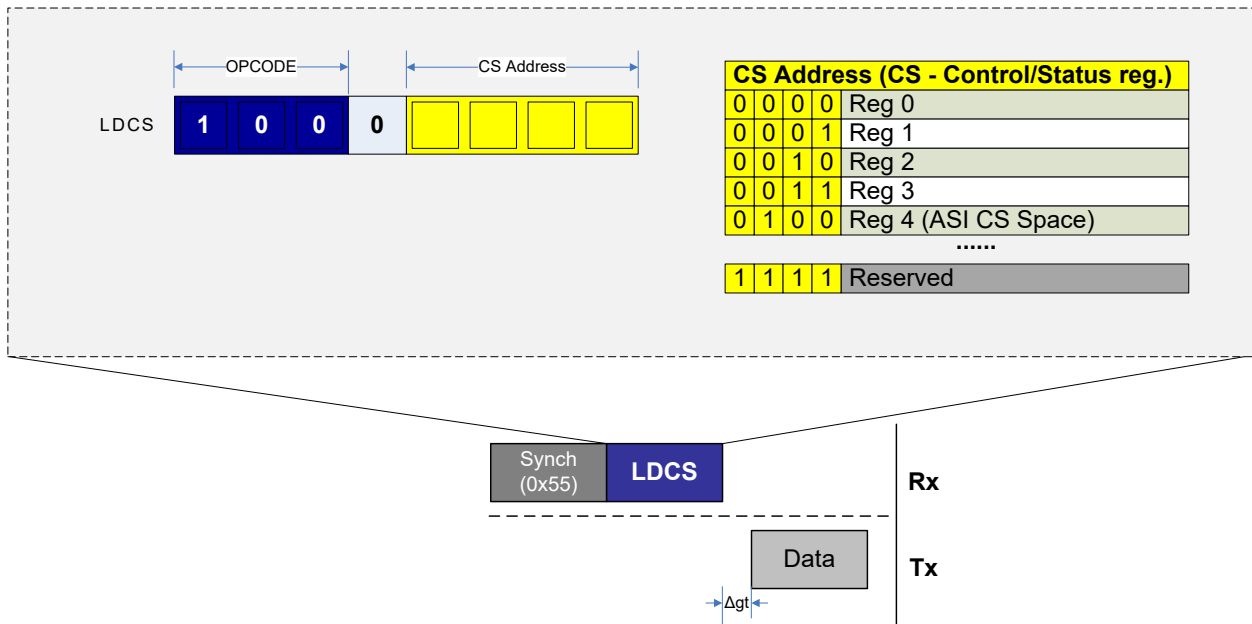 OPCODE
CS Address
LDCS
1 0 0 0
CS Address (CS - Control/Status reg.)
0 0 0 0 Reg 0
0 0 0 1 Reg 1
0 0 1 0 Reg 2
0 0 1 1 Reg 3
0 1 0 0 Reg 4 (ASI CS Space)
......
1 1 1 1 Reserved
Synch
(0x55)
LDCS
Rx
Data
Tx
Δgt